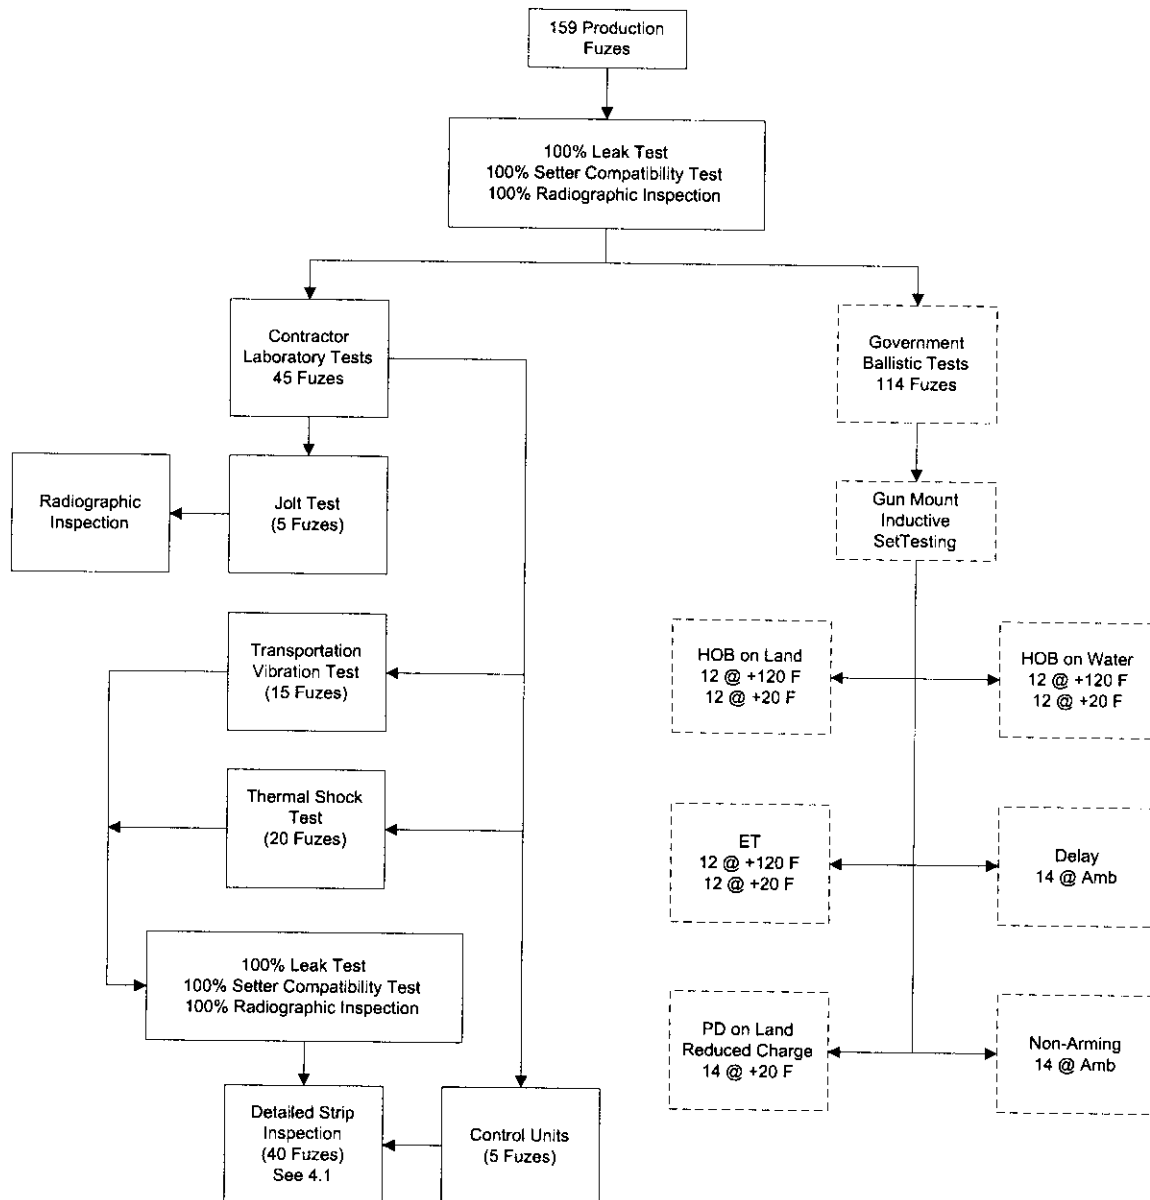 159 Production
Fuzes
100% Leak Test
100% Setter Compatibility Test
100% Radiographic Inspection
Contractor
Laboratory Tests
45 Fuzes
Government
Ballistic Tests
114 Fuzes
Radiographic
Inspection
Jolt Test
(5 Fuzes)
Gun Mount
Inductive
SetTesting
Transportation
Vibration Test
(15 Fuzes)
HOB on Land
12 @ +120 F
12 @ +20 F
HOB on Water
12 @ +120 F
12 @ +20 F
Thermal Shock
Test
(20 Fuzes)
ET
12 @ +120 F
12 @ +20 F
Delay
14 @ Amb
100% Leak Test
100% Setter Compatibility Test
100% Radiographic Inspection
PD on Land
Reduced Charge
14 @ +20 F
Non-Arming
14 @ Amb
Detailed Strip
Inspection
(40 Fuzes)
See 4.1
Control Units
(5 Fuzes)